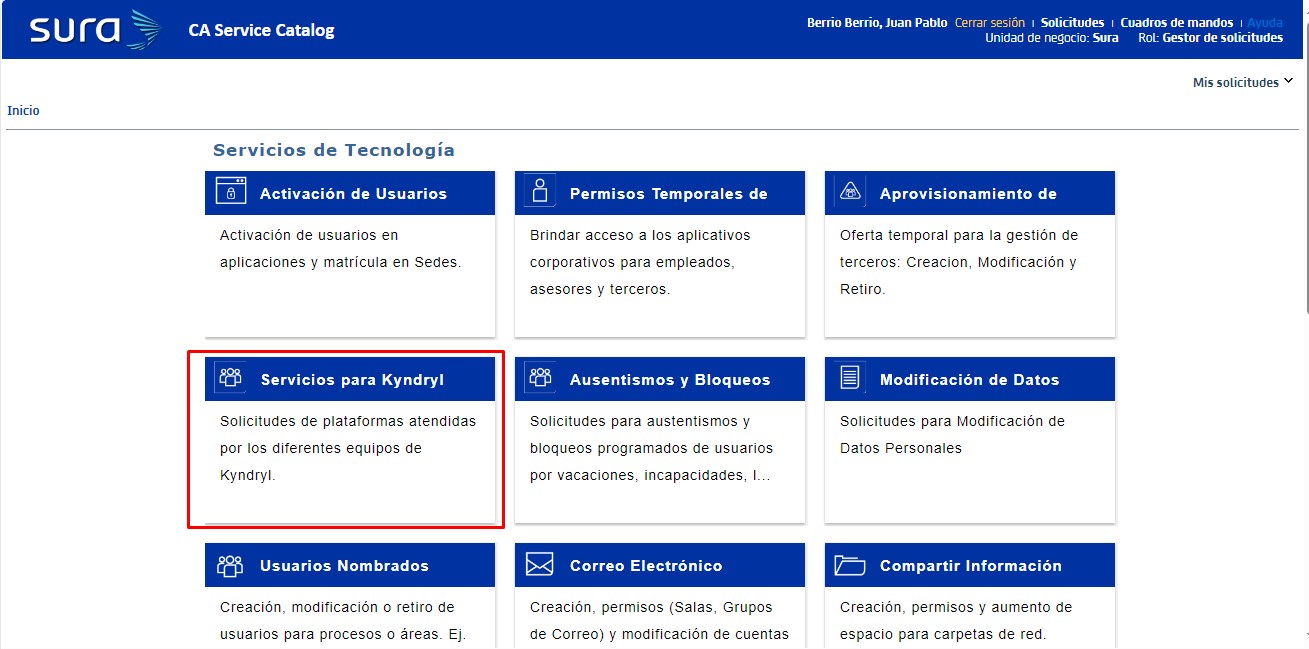 sura
CA Service Catalog
Berrio Berrio, Juan Pablo Cerrar sesión | Solicitudes | Cuadros de mandos | Ayuda
Unidad de negocio: Sura Rol: Gestor de solicitudes
Mis solicitudes
Inicio
Servicios de Tecnología
Activación de Usuarios
Activación de usuarios en
aplicaciones y matrícula en Sedes.
Permisos Temporales de
Brindar acceso a los aplicativos
corporativos para empleados,
asesores y terceros.
Aprovisionamiento de
Oferta temporal para la gestión de
terceros: Creacion, Modificación y
Retiro.
Servicios para Kyndryl
Solicitudes de plataformas atendidas
por los diferentes equipos de
Kyndryl.
Ausentismos y Bloqueos
Solicitudes para austentismos y
bloqueos programados de usuarios
por vacaciones, incapacidades, l...
Modificación de Datos
Solicitudes para Modificación de
Datos Personales
Usuarios Nombrados
Creación, modificación o retiro de
usuarios para procesos o áreas. Ej.
Correo Electrónico
Creación, permisos (Salas, Grupos
de Correo) y modificación de cuentas
Compartir Información
Creación, permisos y aumento de
espacio para carpetas de red.